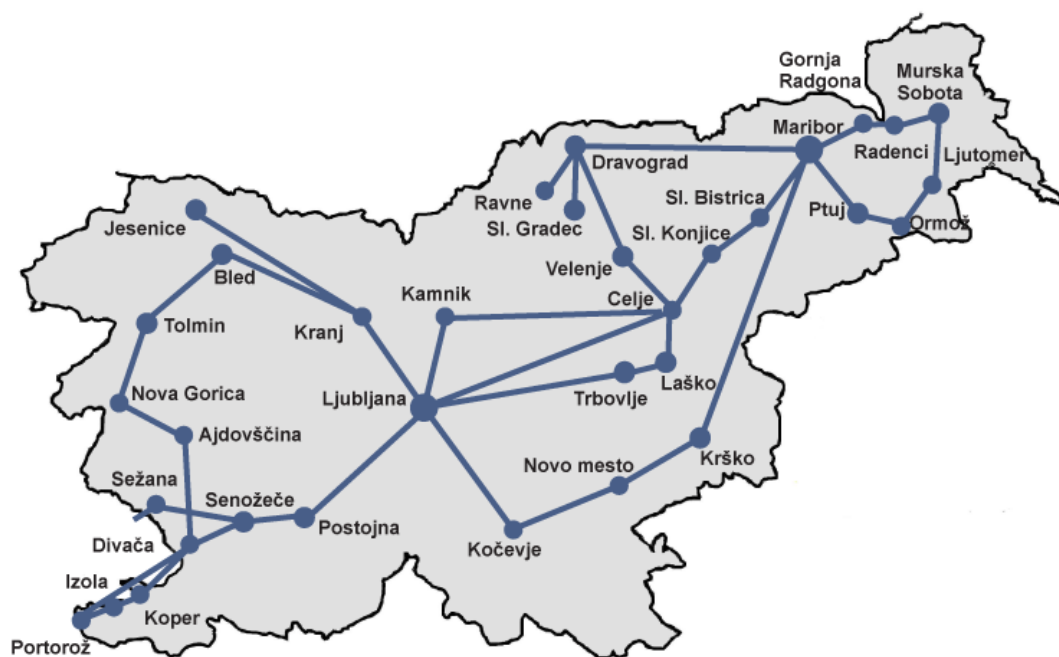 Gornja
Radgona
Murska
Sobota
Maribor
Radenci
Ljutomer
Dravograd
Ravne
Sl. Gradec
Sl. Bistrica
Ptuj
Ormož
Jesenice
Sl. Konjice
Bled
Velenje
Kamnik
Celje
Tolmin
Kranj
Nova Gorica
Ljubljana
Trbovlje
Laško
Ajdovščina
Krško
Novo mesto
Sežana
Senožeče
Postojna
Kočevje
Divača
Izola
Koper
Portorož